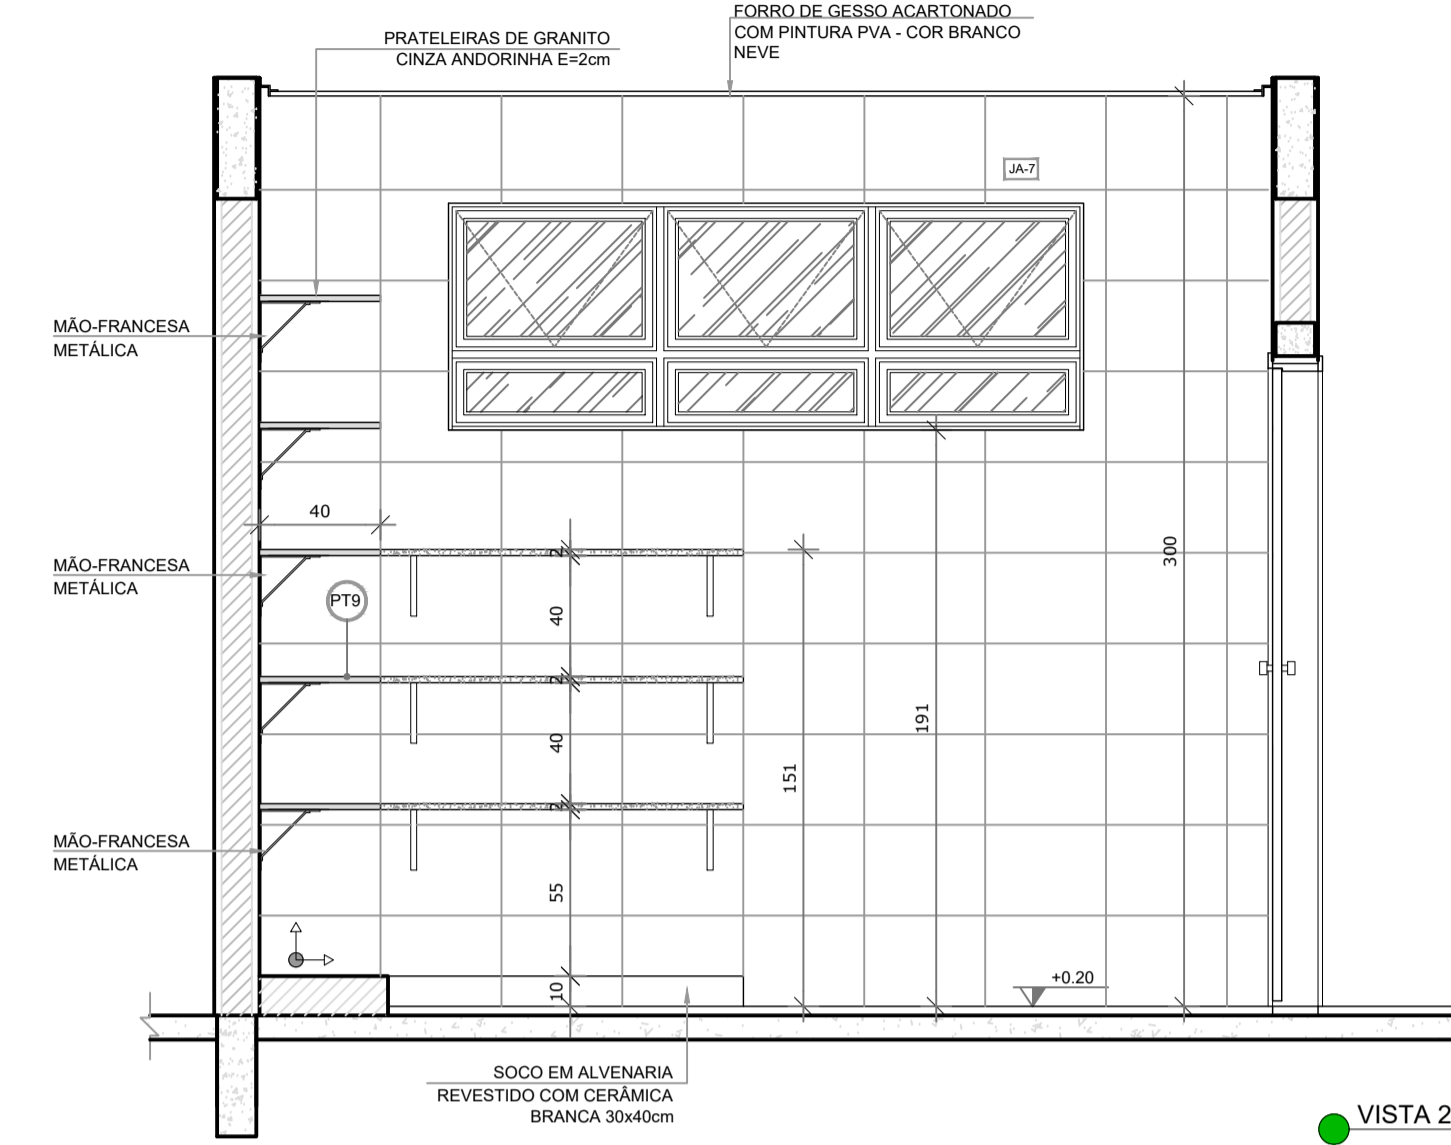 FORRO DE GESSO ACARTONADO
COM PINTURA PVA - COR BRANCO
NEVE
PRATELEIRAS DE GRANITO
CINZA ANDORINHA E=2cm
JA-7
MÃO-FRANCESA
METÁLICA
40
2
300
MÃO-FRANCESA
METÁLICA
PT9
40
2
191
40
151
2
MÃO-FRANCESA
METÁLICA
55
+0.20
10
SOCO EM ALVENARIA
REVESTIDO COM CERÂMICA
BRANCA 30x40cm
VISTA 2